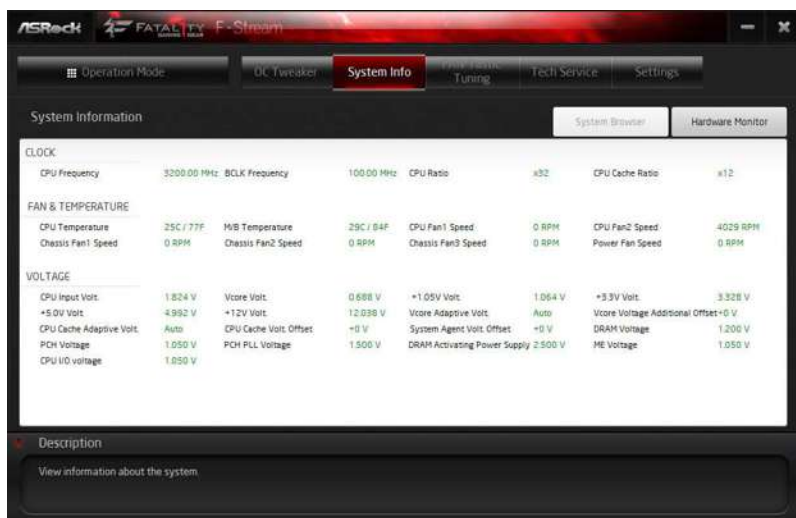 ASRock FATAL1TY GAMING GEAR F-Stream
Operation Mode OC Tweaker System Info Tuning Tech Service Settings
System Information System Browser Hardware Monitor
CLOCK
CPU Frequency 3200.00 MHz BCLK Frequency 100.00 MHz CPU Ratio x32 CPU Cache Ratio x12
FAN & TEMPERATURE
CPU Temperature 25C / 77F M/B Temperature 29C / 84F CPU Fan1 Speed 0 RPM CPU Fan2 Speed 4029 RPM
Chassis Fan1 Speed 0 RPM Chassis Fan2 Speed 0 RPM Chassis Fan3 Speed 0 RPM Power Fan Speed 0 RPM
VOLTAGE
CPU Input Volt. 1.824 V Vcore Volt. 0.688 V +1.05V Volt. 1.064 V +3.3V Volt. 3.328 V
+5.0V Volt. 4.992 V +12V Volt. 12.038 V Vcore Adaptive Volt. Auto Vcore Voltage Additional Offset +0 V
CPU Cache Adaptive Volt. Auto CPU Cache Volt. Offset +0 V System Agent Volt. Offset +0 V DRAM Voltage 1.200 V
PCH Voltage 1.050 V PCH PLL Voltage 1.500 V DRAM Activating Power Supply 2.500 V ME Voltage 1.050 V
CPU I/O voltage 1.050 V
Description
View information about the system.